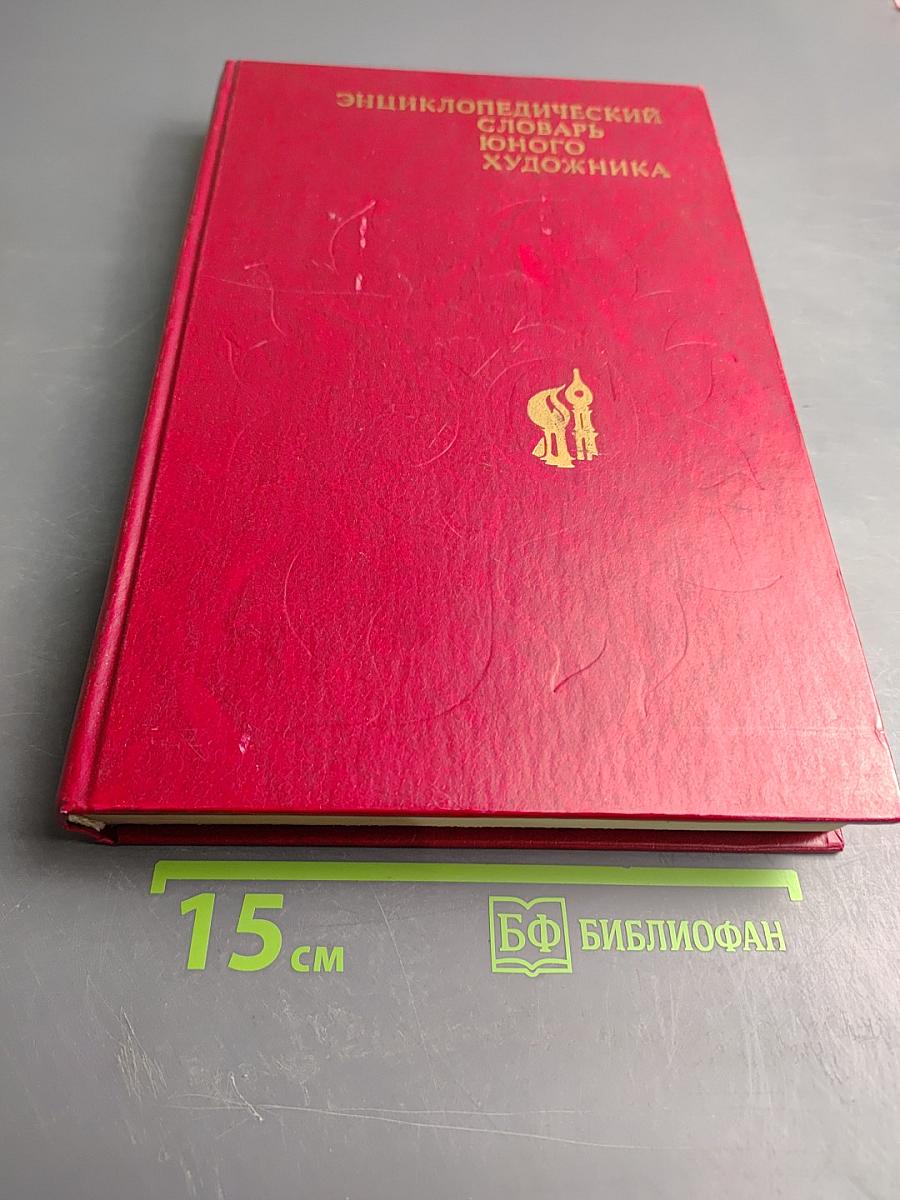 ЭНЦИКЛОПЕДИЧЕСКИЙ
СЛОВАРЬ
ЮНОГО
ХУДОЖНИКА
15 см
БФ БИБЛИОФАН